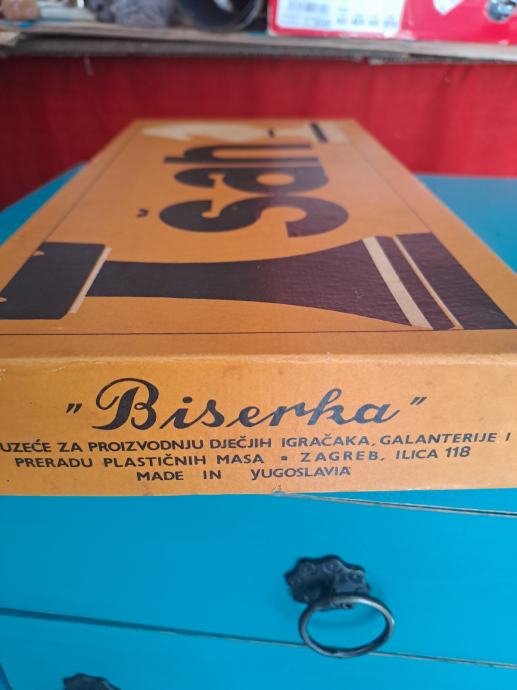 šah
"Biserka"
UZEĆE ZA PROIZVODNJU DJEČJIH IGRAČAKA, GALANTERIJE I
PRERADU PLASTIČNIH MASA ▪ ZAGREB, ILICA 118
MADE IN YUGOSLAVIA